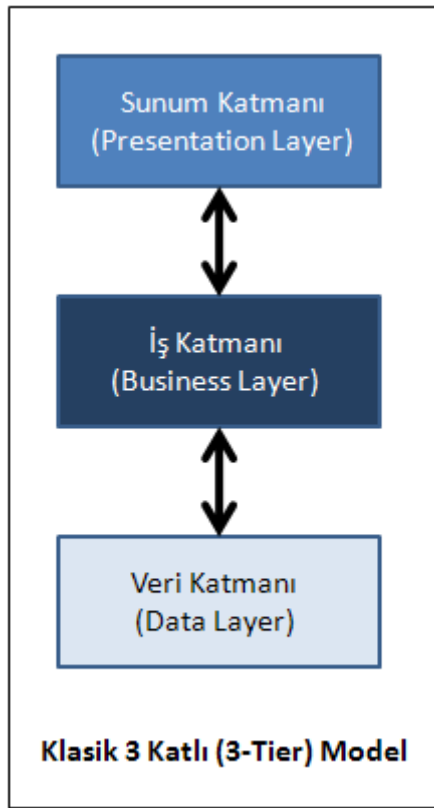 Sunum Katmanı
(Presentation Layer)
İş Katmanı
(Business Layer)
Veri Katmanı
(Data Layer)
Klasik 3 Katlı (3-Tier) Model